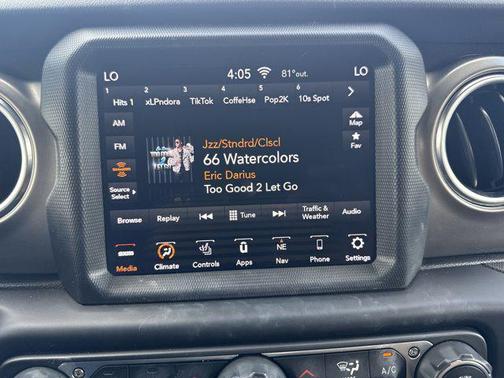 LO 4:05 81°out. LO
1 2 3 4 5 6
Hits 1 xLPndora TikTok CoffeHse Pop2K 10s Spot
AM
FM
Source
Select
Map
Fav
Jzz/Stndrd/Clscl
66 Watercolors
Eric Darius
Too Good 2 Let Go
Browse Replay Tune Traffic & Weather Audio
NE
Media Climate Controls Apps Nav Phone Settings
A/C